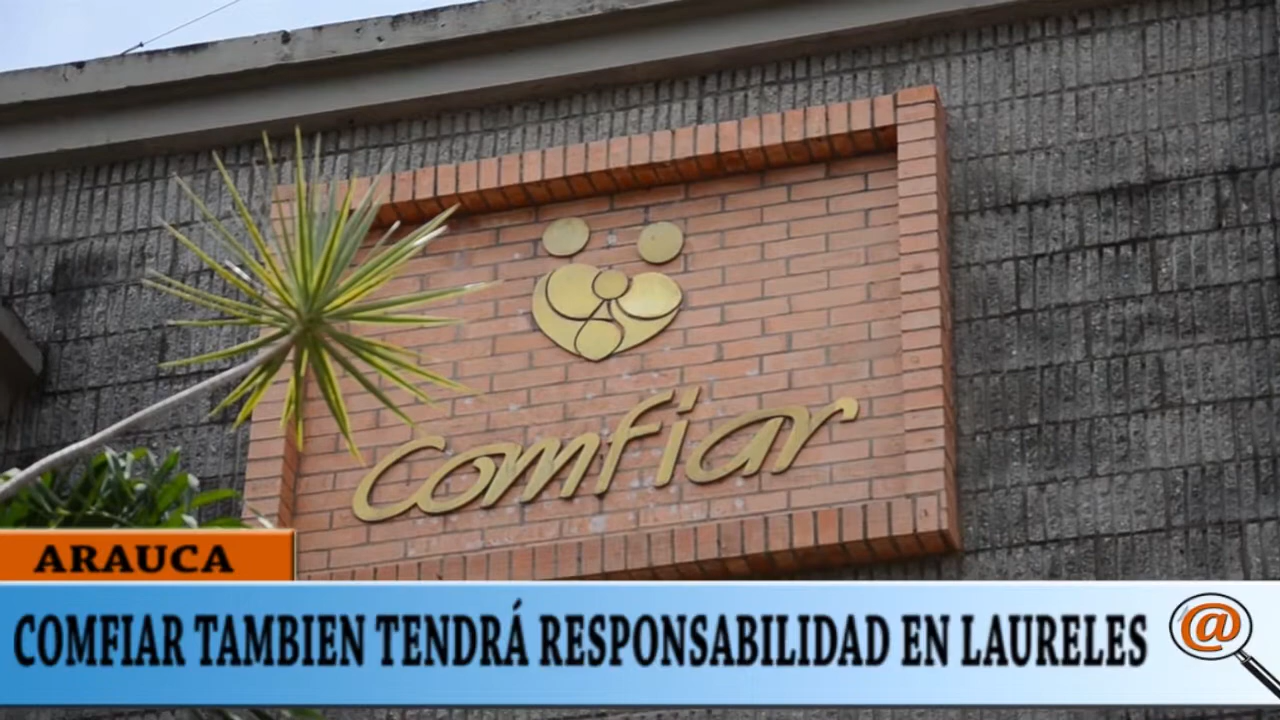 comfiar
ARAUCA
COMFIAR TAMBIEN TENDRÁ RESPONSABILIDAD EN LAURELES
@